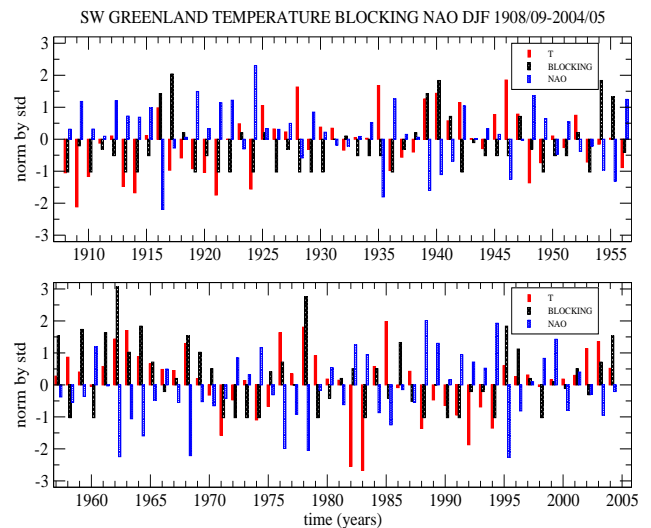 SW GREENLAND TEMPERATURE BLOCKING NAO DJF 1908/09-2004/05
3
2
1
0
-1
-2
-3
norm by std
T
BLOCKING
NAO
1910 1915 1920 1925 1930 1935 1940 1945 1950 1955
3
2
1
0
-1
-2
-3
norm by std
T
BLOCKING
NAO
1960 1965 1970 1975 1980 1985 1990 1995 2000 2005
time (years)